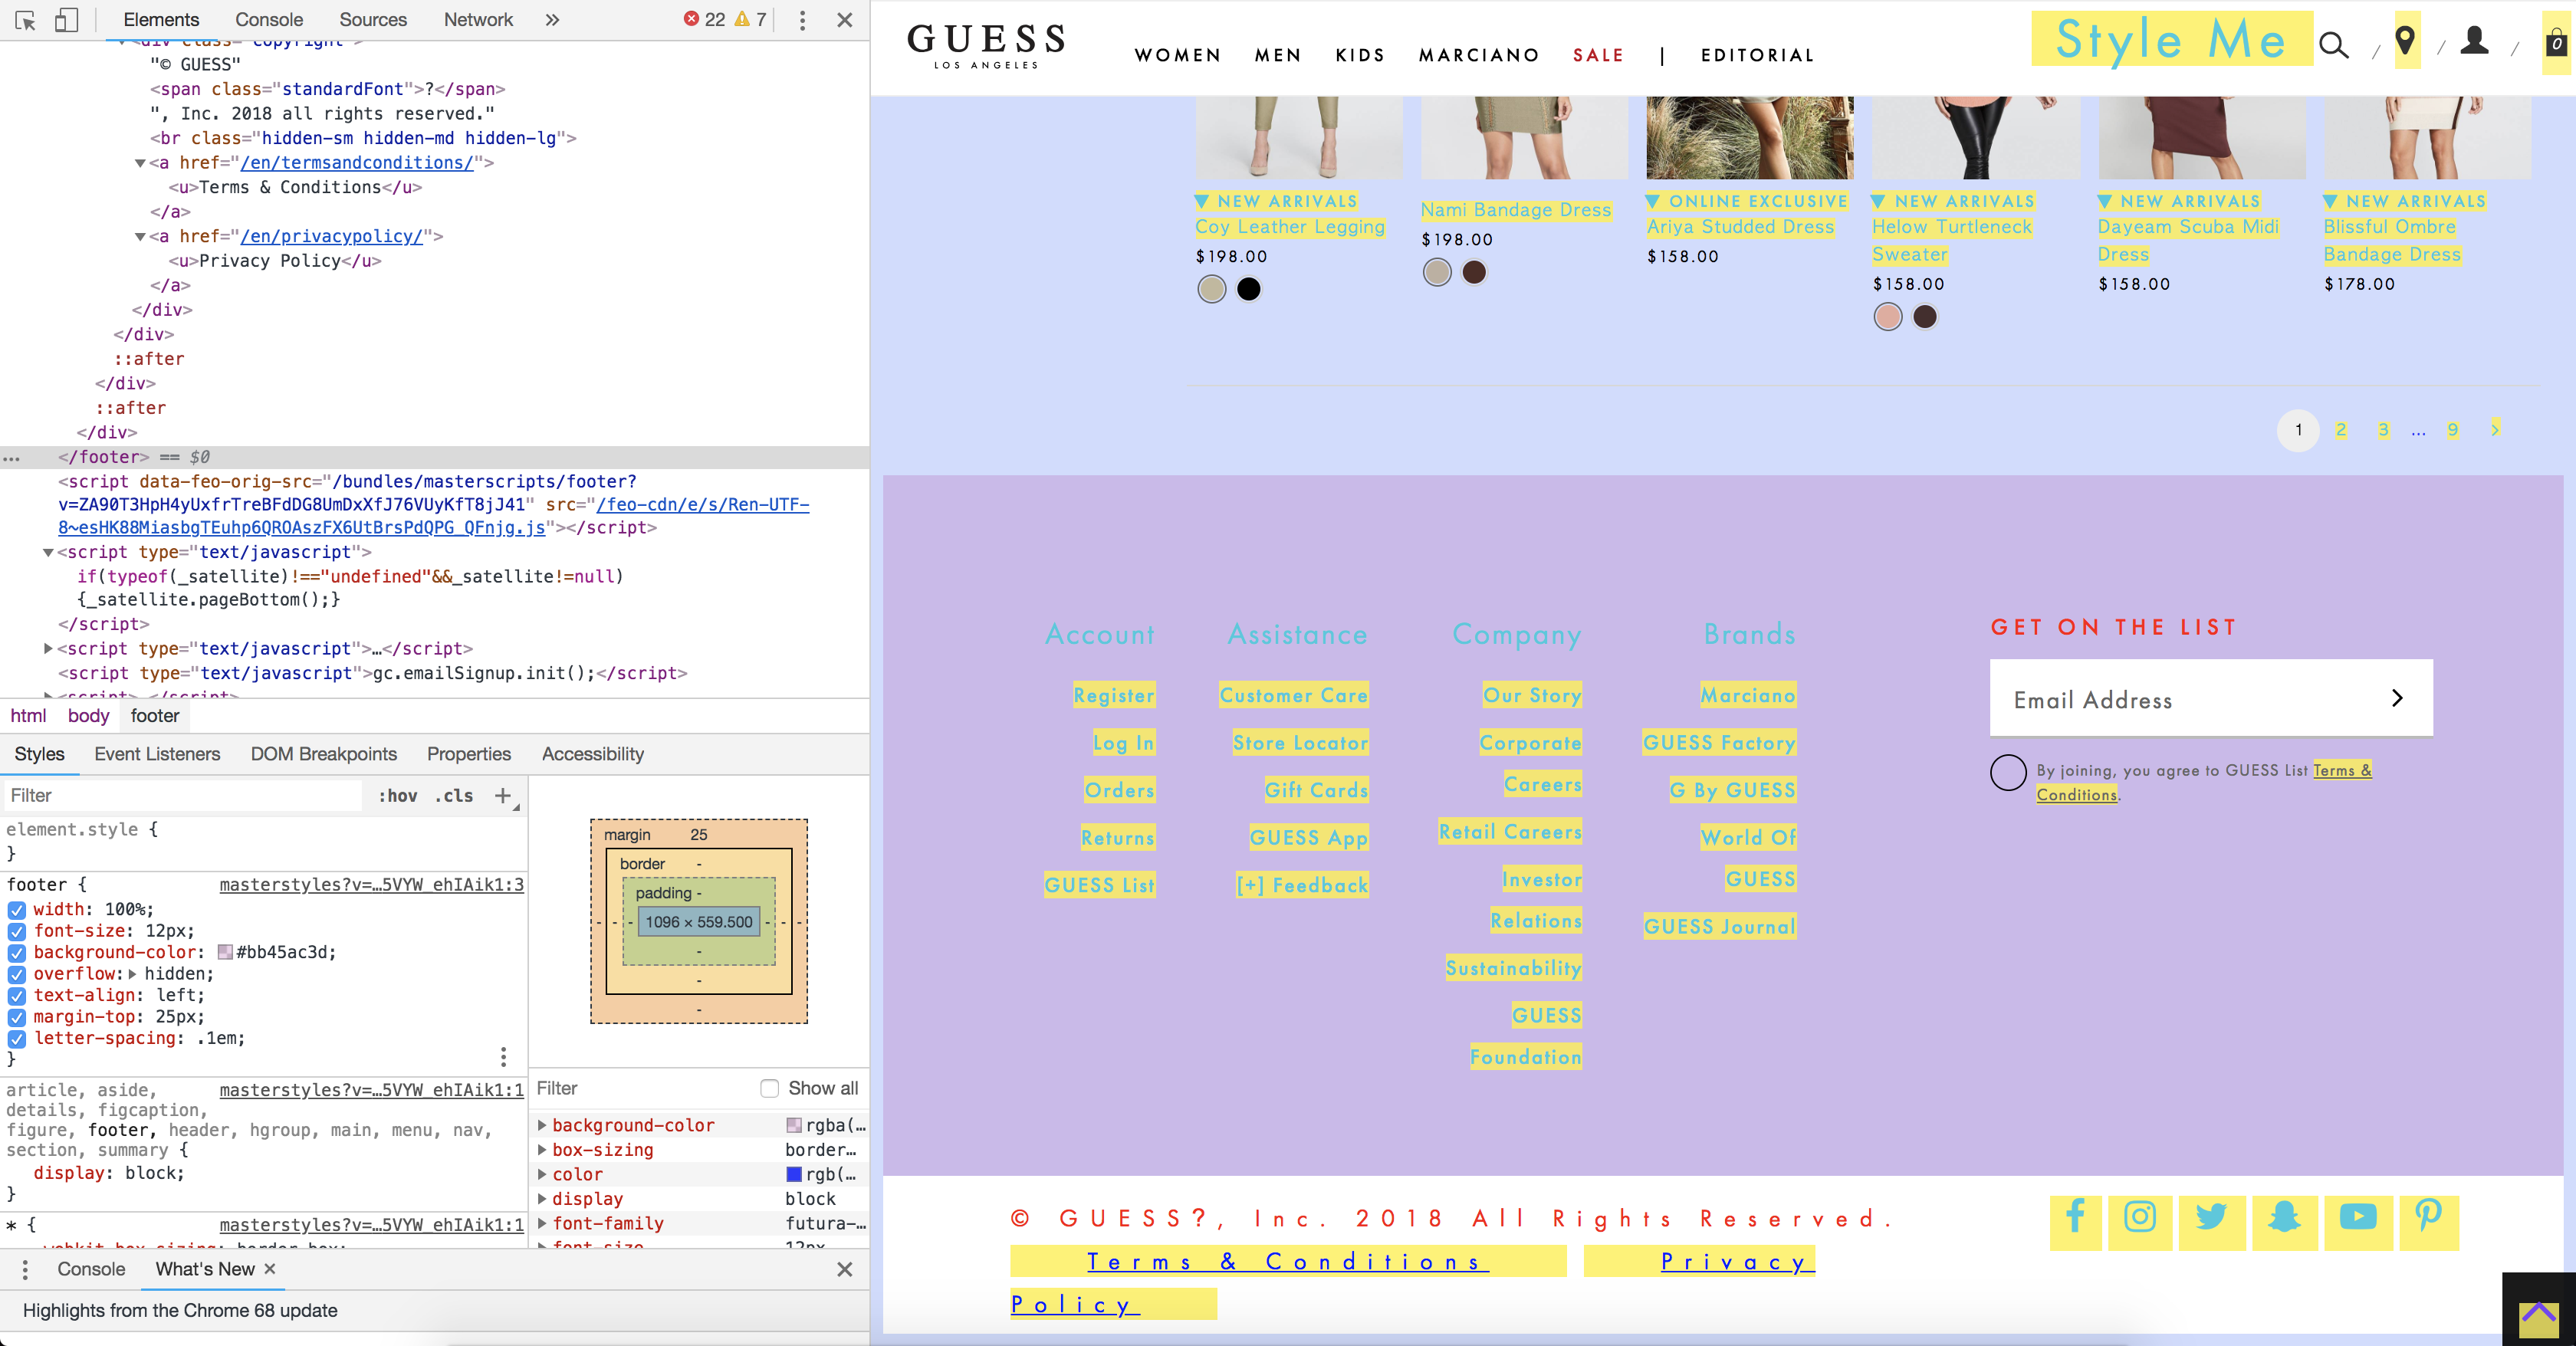 Elements Console Sources Network » 22 7
<div class="copyright">
"© GUESS"
<span class="standardFont">?</span>
", Inc. 2018 all rights reserved."
<br class="hidden-sm hidden-md hidden-lg">
<a href="/en/termsandconditions/">
<u>Terms & Conditions</u>
</a>
<a href="/en/privacypolicy/">
<u>Privacy Policy</u>
</a>
</div>
</div>
::after
</div>
::after
</div>
... </footer> == $0
<script data-feo-orig-src="/bundles/masterscripts/footer?
v=ZA90T3HpH4yUxfrTreBFdDG8UmDxXfJ76VUyKfT8jJ41" src="/feo-cdn/e/s/Ren-UTF-
8~esHK88MiasbgTEuhp6QROAszFX6UtBrsPdQPG_QFnjg.js"></script>
<script type="text/javascript">
if(typeof(_satellite)!=="undefined"&&_satellite!=null)
{_satellite.pageBottom();}
</script>
<script type="text/javascript">…</script>
<script type="text/javascript">gc.emailSignup.init();</script>
html body footer
Styles Event Listeners DOM Breakpoints Properties Accessibility
Filter :hov .cls +
element.style {
}
footer { masterstyles?v=…5VYW_ehIAik1:3
width: 100%;
font-size: 12px;
background-color: #bb45ac3d;
overflow: hidden;
text-align: left;
margin-top: 25px;
letter-spacing: .1em;
}
article, aside, masterstyles?v=…5VYW_ehIAik1:1
details, figcaption,
figure, footer, header, hgroup, main, menu, nav,
section, summary {
display: block;
}
* { masterstyles?v=…5VYW_ehIAik1:1
-webkit-box-sizing: border-box;
margin 25
border -
padding -
- - - 1096 × 559.500 - - -
-
-
-
Filter Show all
background-color rgba(…
box-sizing border…
color rgb(…
display block
font-family futura-…
font-size 12px
Console What's New ×
Highlights from the Chrome 68 update
GUESS
LOS ANGELES
WOMEN MEN KIDS MARCIANO SALE | EDITORIAL
Style Me / / / 0
▼ NEW ARRIVALS
Coy Leather Legging
$198.00
Nami Bandage Dress
$198.00
▼ ONLINE EXCLUSIVE
Ariya Studded Dress
$158.00
▼ NEW ARRIVALS
Helow Turtleneck
Sweater
$158.00
▼ NEW ARRIVALS
Dayeam Scuba Midi
Dress
$158.00
▼ NEW ARRIVALS
Blissful Ombre
Bandage Dress
$178.00
1 2 3 ... 9 >
Account
Register
Log In
Orders
Returns
GUESS List
Assistance
Customer Care
Store Locator
Gift Cards
GUESS App
[+] Feedback
Company
Our Story
Corporate
Careers
Retail Careers
Investor
Relations
Sustainability
GUESS
Foundation
Brands
Marciano
GUESS Factory
G By GUESS
World Of
GUESS
GUESS Journal
GET ON THE LIST
Email Address
By joining, you agree to GUESS List Terms &
Conditions.
© GUESS?, Inc. 2018 All Rights Reserved.
Terms & Conditions Privacy
Policy